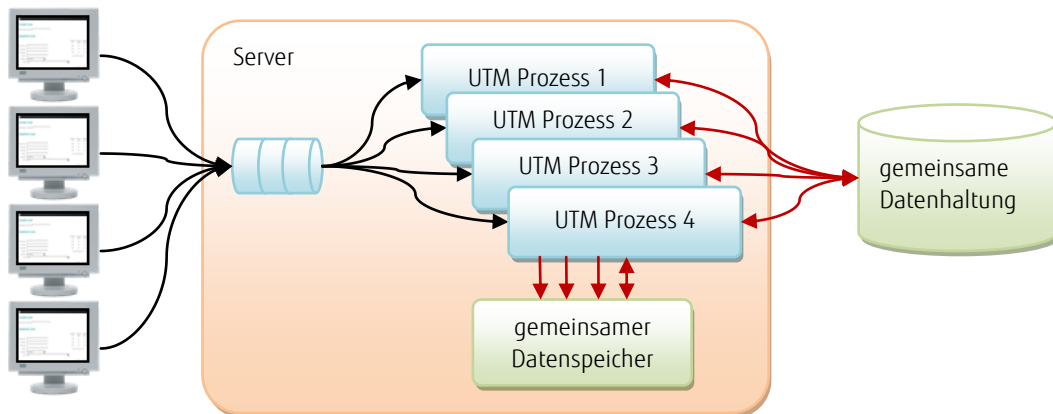 Server
UTM Prozess 1
UTM Prozess 2
UTM Prozess 3
UTM Prozess 4
gemeinsame
Datenhaltung
gemeinsamer
Datenspeicher